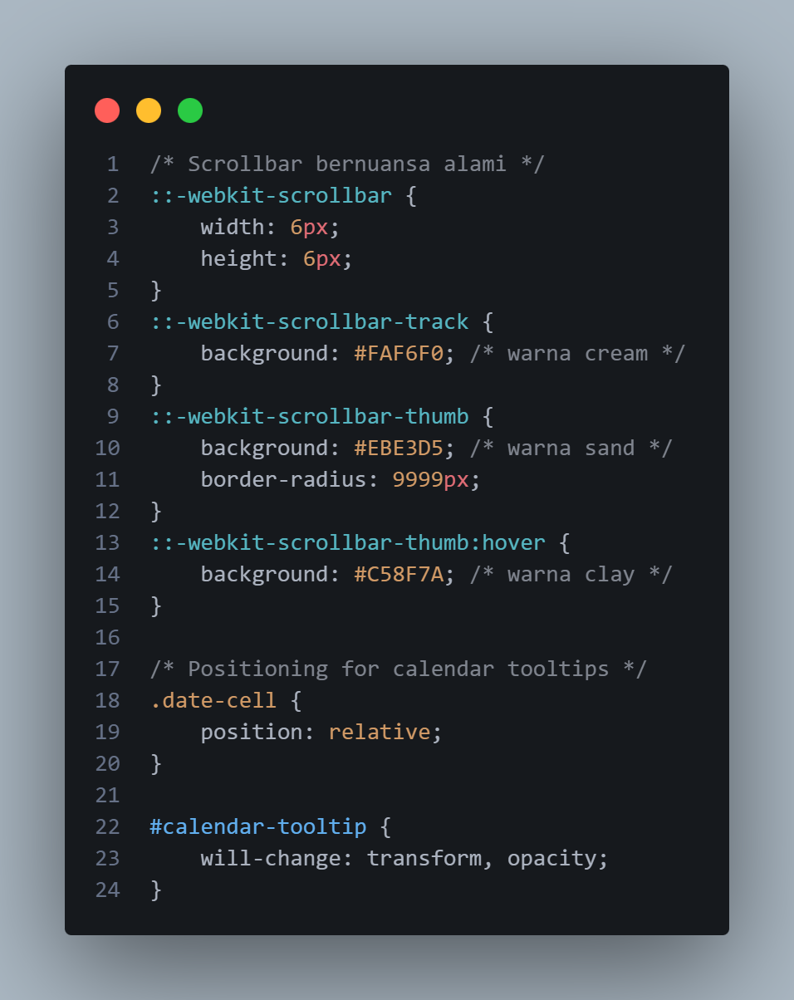 1 /* Scrollbar bernuansa alami */
2 ::-webkit-scrollbar {
3     width: 6px;
4     height: 6px;
5 }
6 ::-webkit-scrollbar-track {
7     background: #FAF6F0; /* warna cream */
8 }
9 ::-webkit-scrollbar-thumb {
10     background: #EBE3D5; /* warna sand */
11     border-radius: 9999px;
12 }
13 ::-webkit-scrollbar-thumb:hover {
14     background: #C58F7A; /* warna clay */
15 }
16
17 /* Positioning for calendar tooltips */
18 .date-cell {
19     position: relative;
20 }
21
22 #calendar-tooltip {
23     will-change: transform, opacity;
24 }